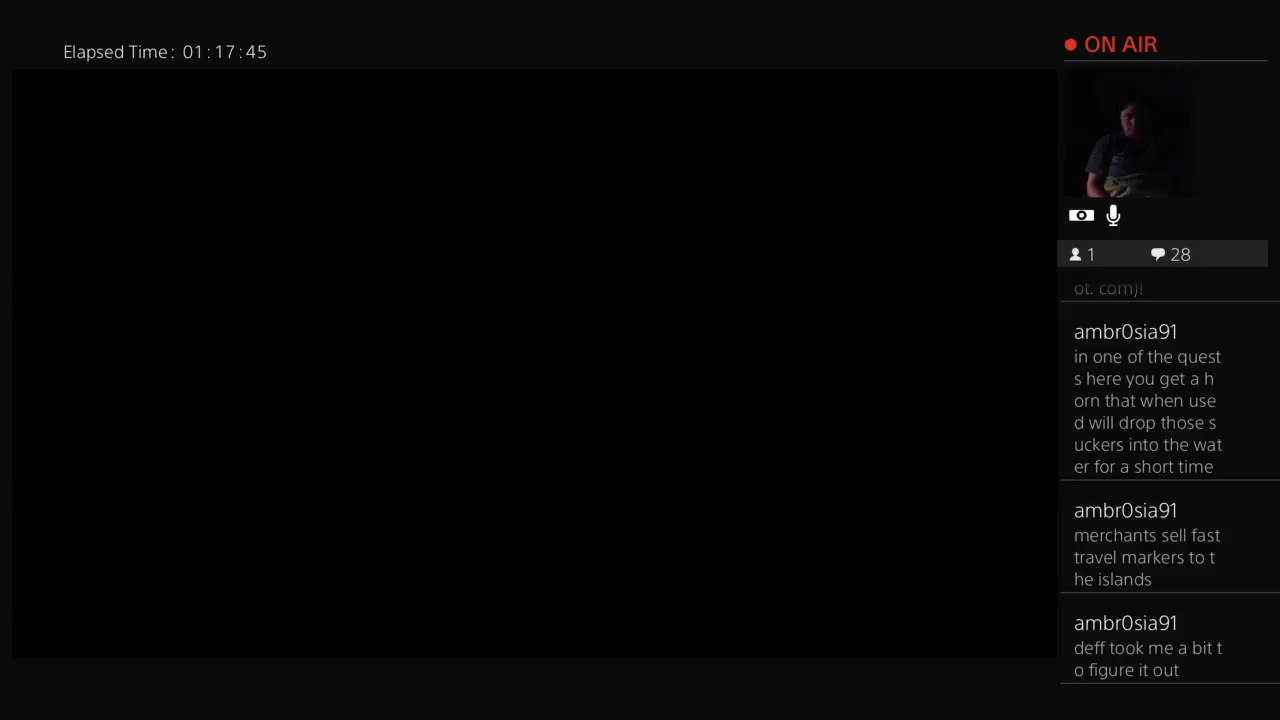 Elapsed Time: 01:17:45
ON AIR
1 28
ot. com)!
ambr0sia91
in one of the quest
s here you get a h
orn that when use
d will drop those s
uckers into the wat
er for a short time
ambr0sia91
merchants sell fast
travel markers to t
he islands
ambr0sia91
deff took me a bit t
o figure it out